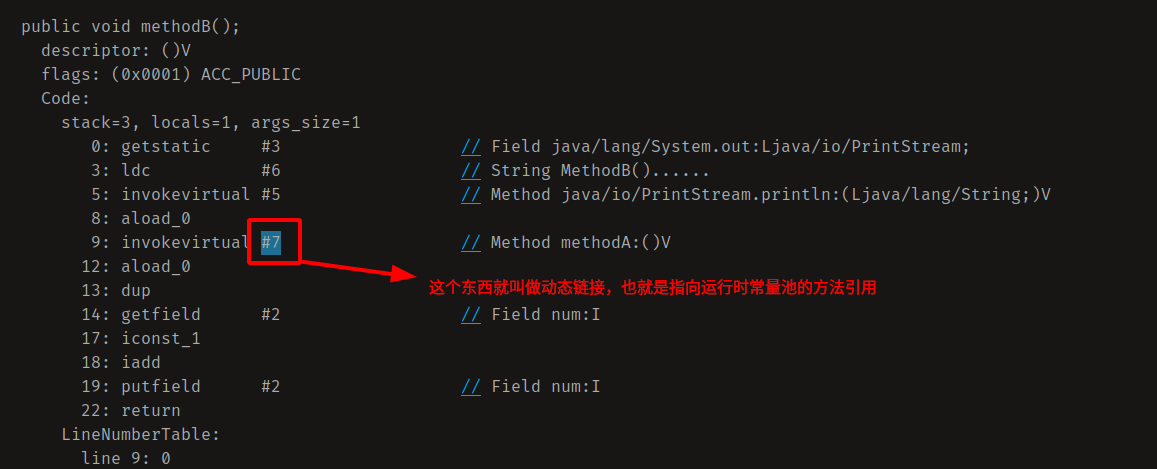 public void methodB();
descriptor: ()V
flags: (0x0001) ACC_PUBLIC
Code:
stack=3, locals=1, args_size=1
0: getstatic #3 // Field java/lang/System.out:Ljava/io/PrintStream;
3: ldc #6 // String MethodB()......
5: invokevirtual #5 // Method java/io/PrintStream.println:(Ljava/lang/String;)V
8: aload_0
9: invokevirtual #7 // Method methodA:()V
12: aload_0
这个东西就叫做动态链接，也就是指向运行时常量池的方法引用
13: dup
14: getfield #2 // Field num:I
17: iconst_1
18: iadd
19: putfield #2 // Field num:I
22: return
LineNumberTable:
line 9: 0